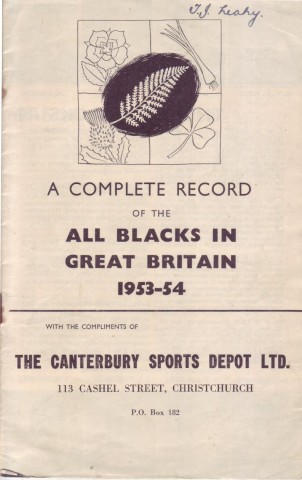 T.J. Leahy.
A COMPLETE RECORD
OF THE
ALL BLACKS IN
GREAT BRITAIN
1953-54
WITH THE COMPLIMENTS OF
THE CANTERBURY SPORTS DEPOT LTD.
113 CASHEL STREET, CHRISTCHURCH
P.O. Box 182